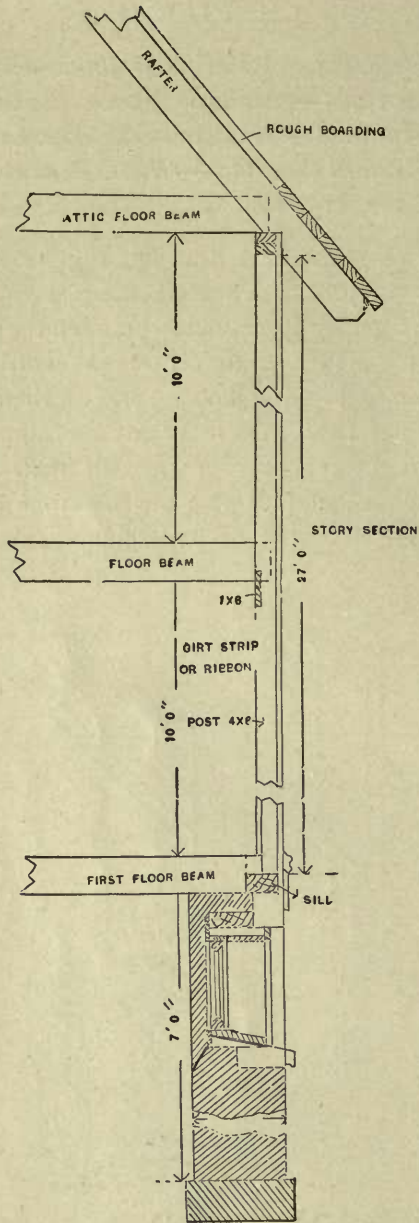 RAFTER
ROUGH BOARDING
ATTIC FLOOR BEAM
10'0"
STORY SECTION
27'0"
FLOOR BEAM
1X6
GIRT STRIP
OR RIBBON
10'0"
POST 4X6
FIRST FLOOR BEAM
SILL
7'0"